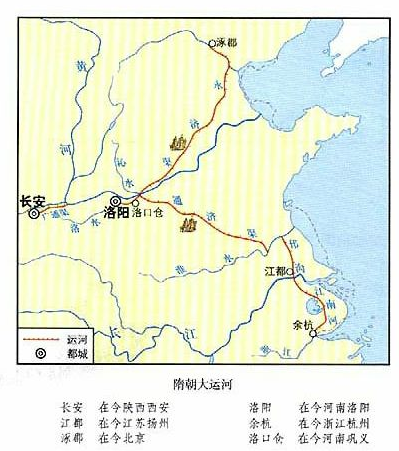 涿郡
黄河
永济渠
沁水
长安
广通渠
洛阳
洛口仓
洛水
通济渠
淮水
邗沟
江都
江南河
余杭
长江
浙江
运河
都城
隋朝大运河
长安 在今陕西西安
洛阳 在今河南洛阳
江都 在今江苏扬州
余杭 在今浙江杭州
涿郡 在今北京
洛口仓 在今河南巩义